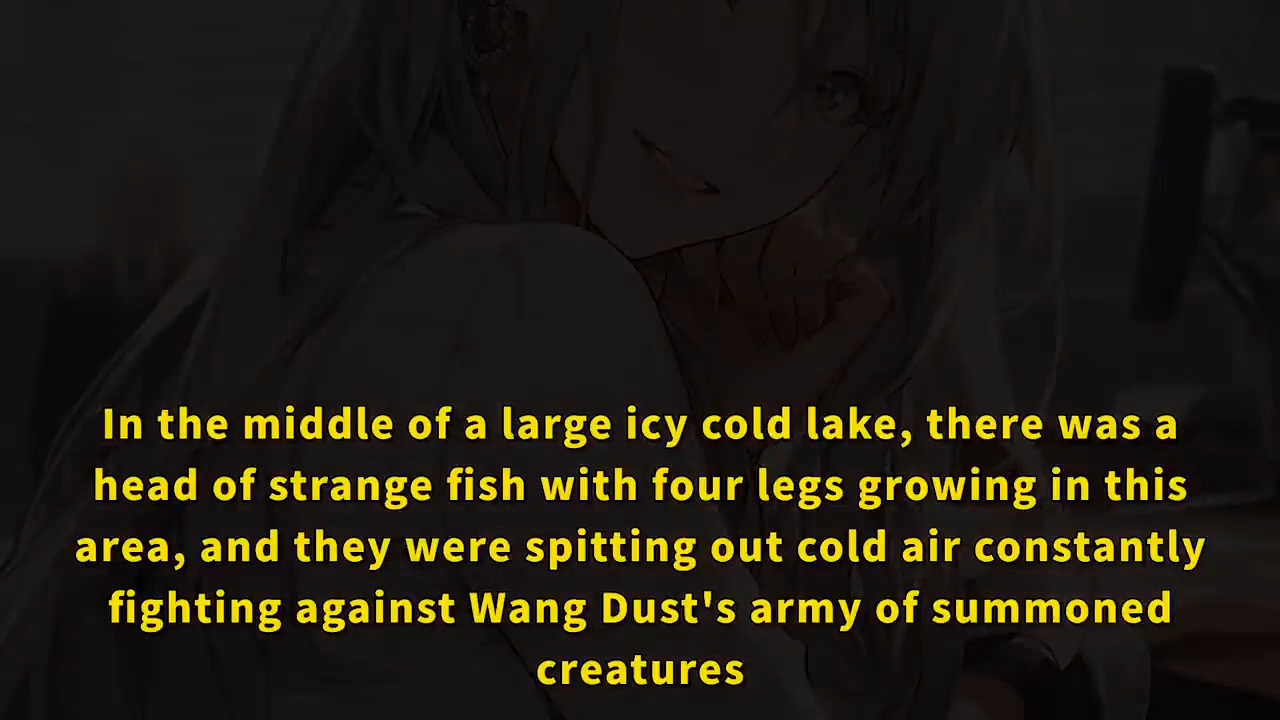 In the middle of a large icy cold lake, there was a
head of strange fish with four legs growing in this
area, and they were spitting out cold air constantly
fighting against Wang Dust's army of summoned
creatures